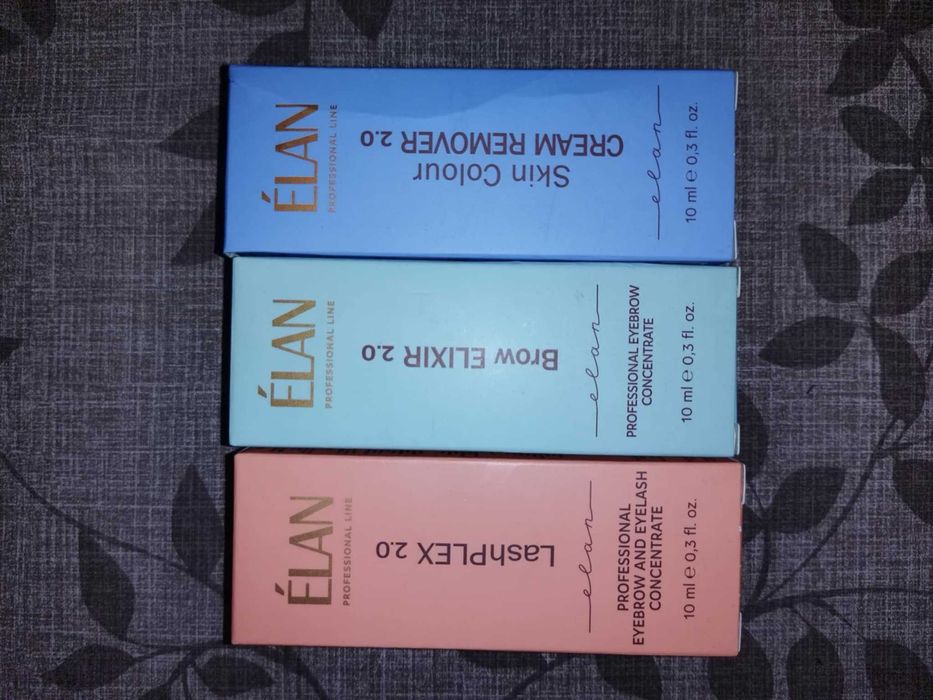 ÉLAN
PROFESSIONAL LINE
Skin Colour
CREAM REMOVER 2.0
elan
10 ml e 0,3 fl. oz.
ÉLAN
PROFESSIONAL LINE
Brow ELIXIR 2.0
elan
PROFESSIONAL EYEBROW
CONCENTRATE
10 ml e 0,3 fl. oz.
ÉLAN
PROFESSIONAL LINE
LashPLEX 2.0
elan
PROFESSIONAL
EYEBROW AND EYELASH
CONCENTRATE
10 ml e 0,3 fl. oz.